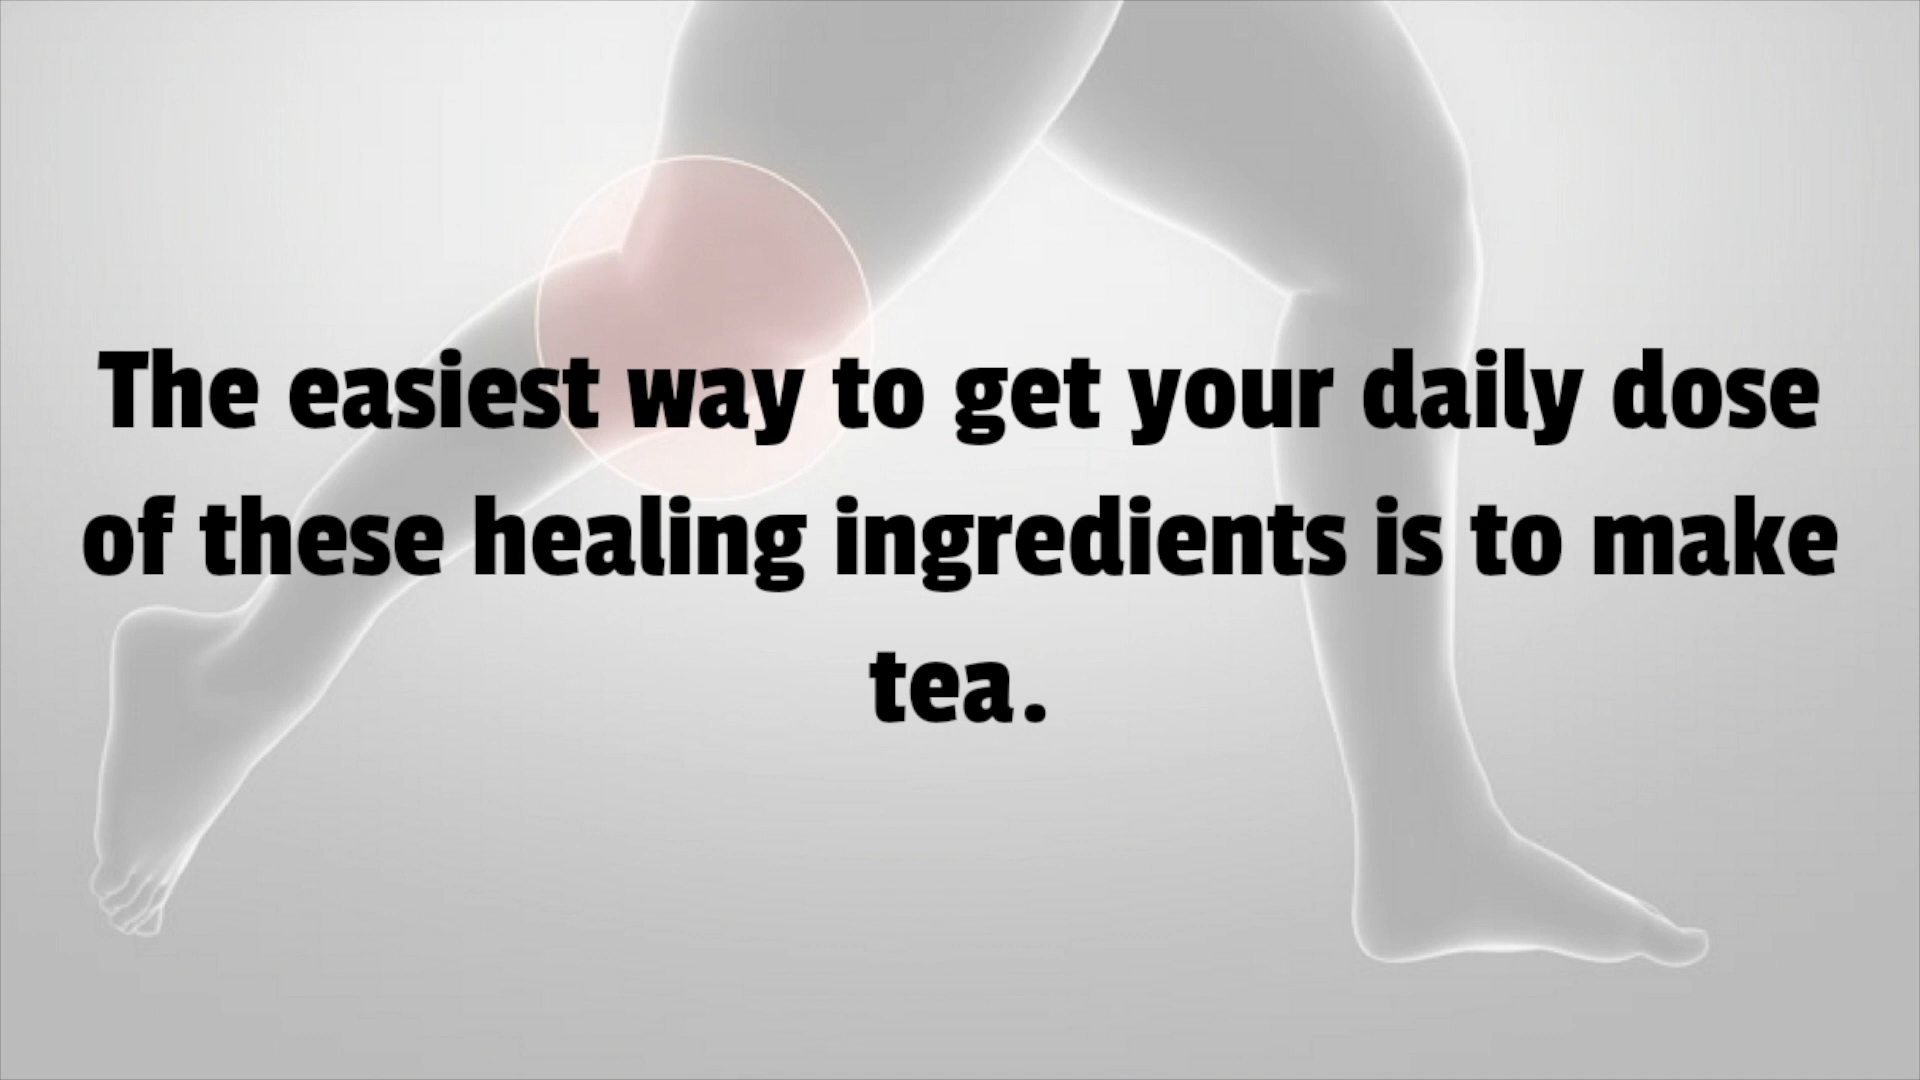 The easiest way to get your daily dose
of these healing ingredients is to make
tea.